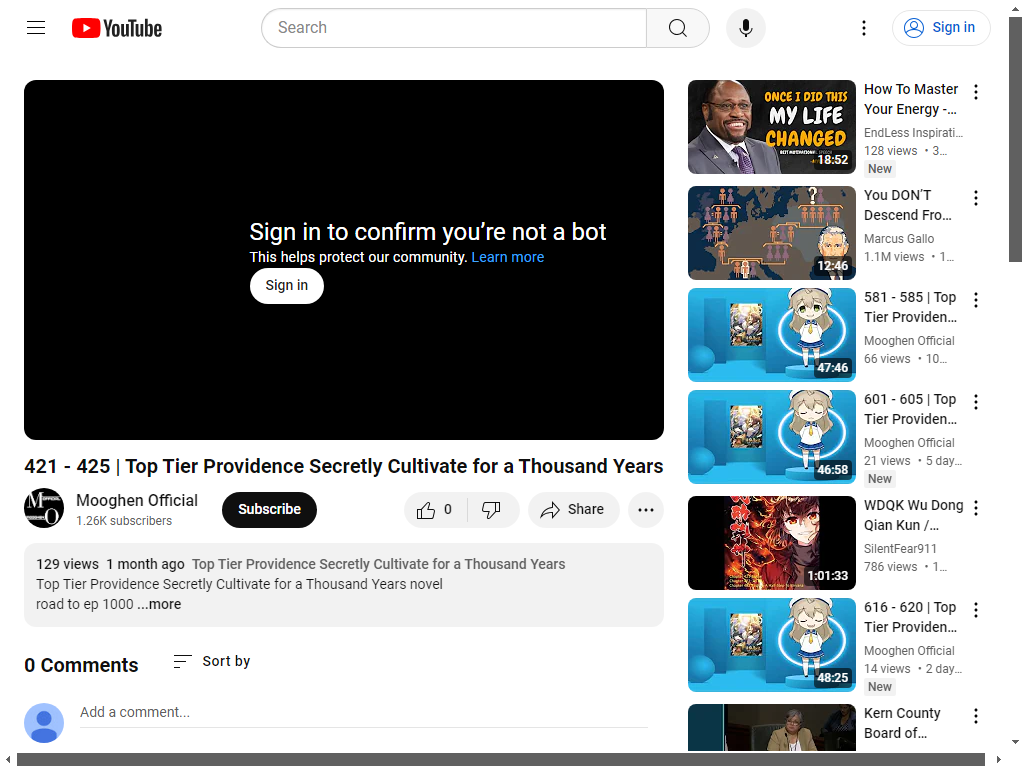 YouTube
Search
Sign in
Sign in to confirm you’re not a bot
This helps protect our community. Learn more
Sign in
421 - 425 | Top Tier Providence Secretly Cultivate for a Thousand Years
Mooghen Official
1.26K subscribers
Subscribe
0
Share
129 views 1 month ago Top Tier Providence Secretly Cultivate for a Thousand Years
Top Tier Providence Secretly Cultivate for a Thousand Years novel
road to ep 1000 ...more
0 Comments
Sort by
Add a comment...
ONCE I DID THIS
MY LIFE
CHANGED
18:52
How To Master
Your Energy -...
EndLess Inspirati...
128 views • 3...
New
?
12:46
You DON’T
Descend Fro...
Marcus Gallo
1.1M views • 1...
47:46
581 - 585 | Top
Tier Providen...
Mooghen Official
66 views • 10...
46:58
601 - 605 | Top
Tier Providen...
Mooghen Official
21 views • 5 day...
New
1:01:33
WDQK Wu Dong
Qian Kun /...
SilentFear911
786 views • 1...
48:25
616 - 620 | Top
Tier Providen...
Mooghen Official
14 views • 2 day...
New
Kern County
Board of...